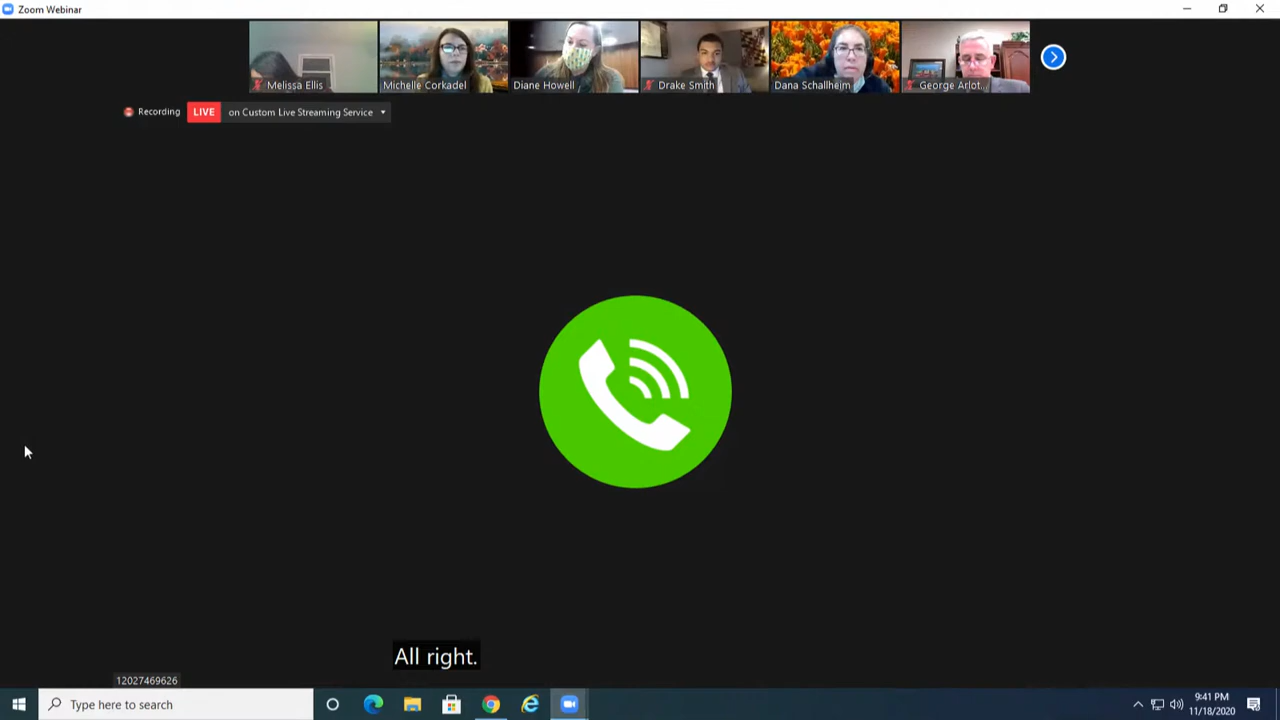 Zoom Webinar
Melissa Ellis
Michelle Corkadel
Diane Howell
Drake Smith
Dana Schallheim
George Arlot...
Recording
LIVE
on Custom Live Streaming Service
All right.
12027469626
Type here to search
9:41 PM
11/18/2020